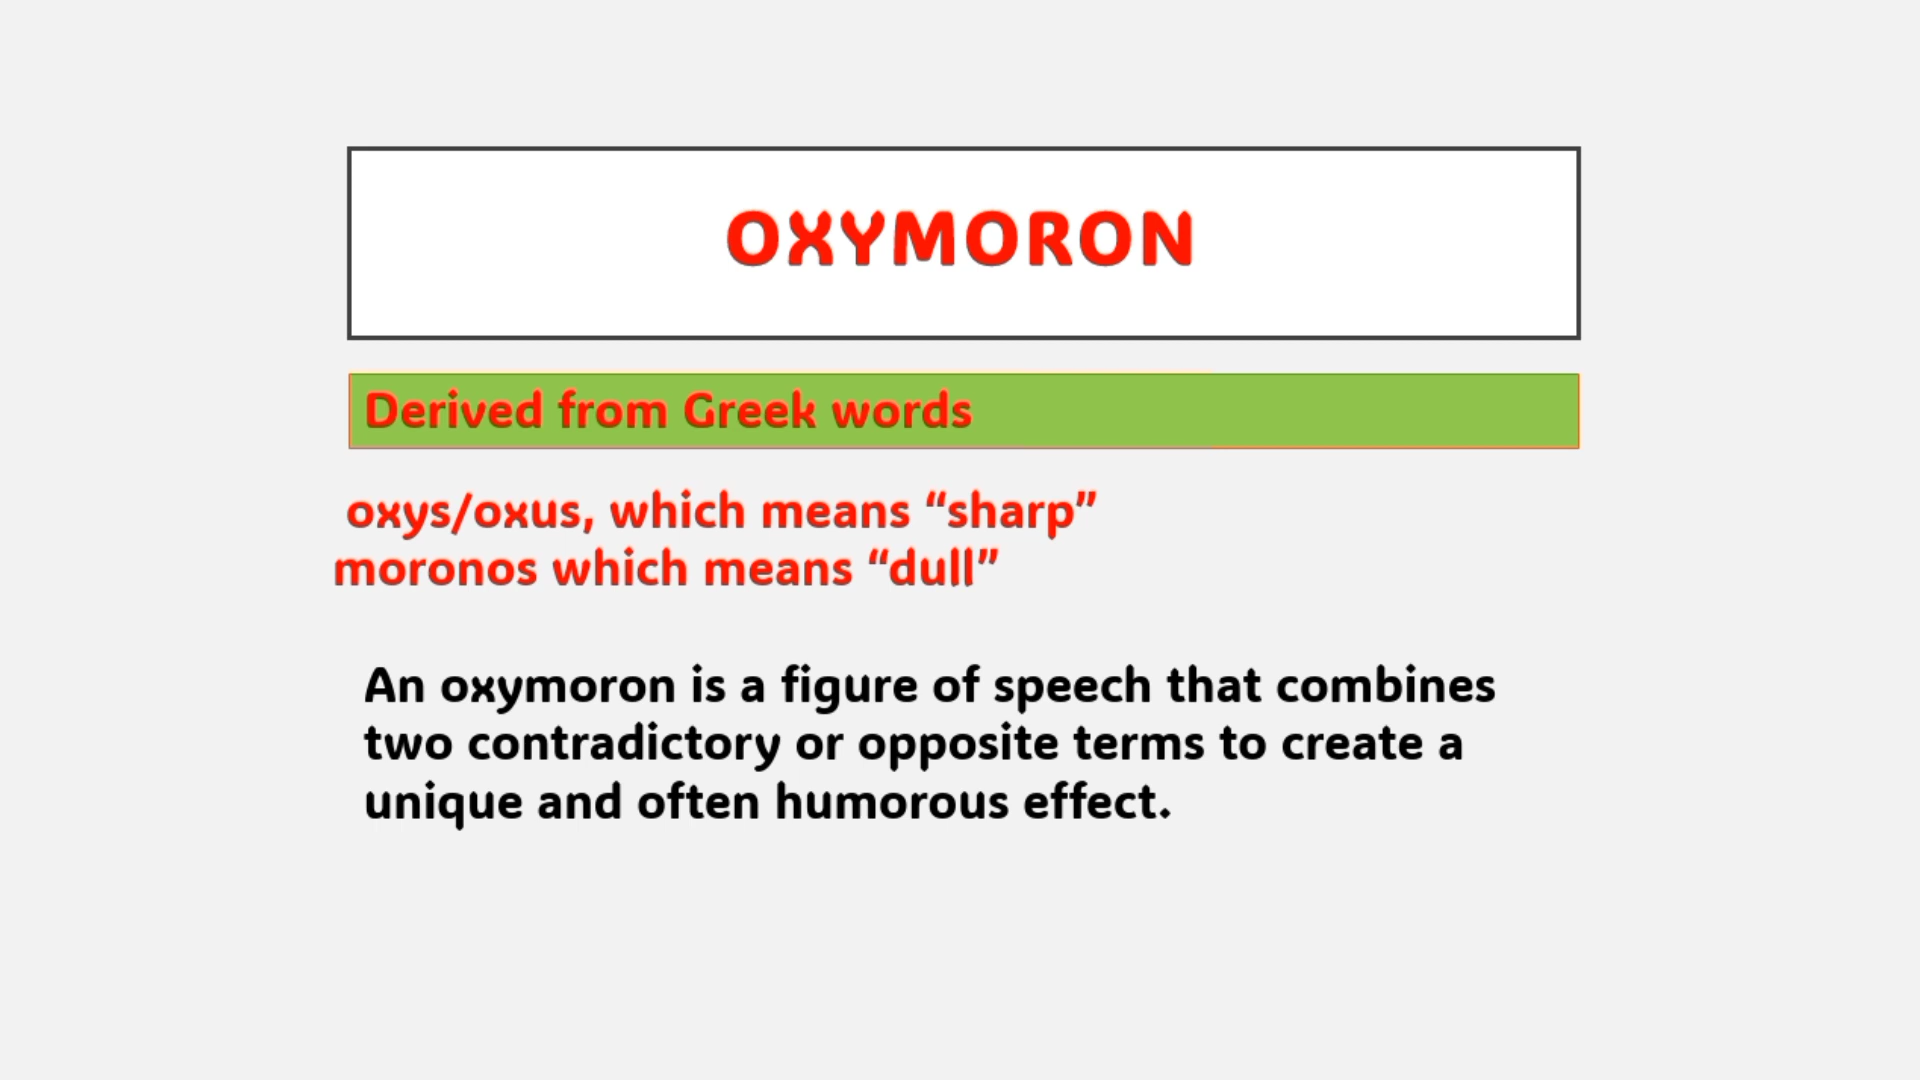 OXYMORON
Derived from Greek words
oxys/oxus, which means “sharp”
moronos which means “dull”
An oxymoron is a figure of speech that combines
two contradictory or opposite terms to create a
unique and often humorous effect.